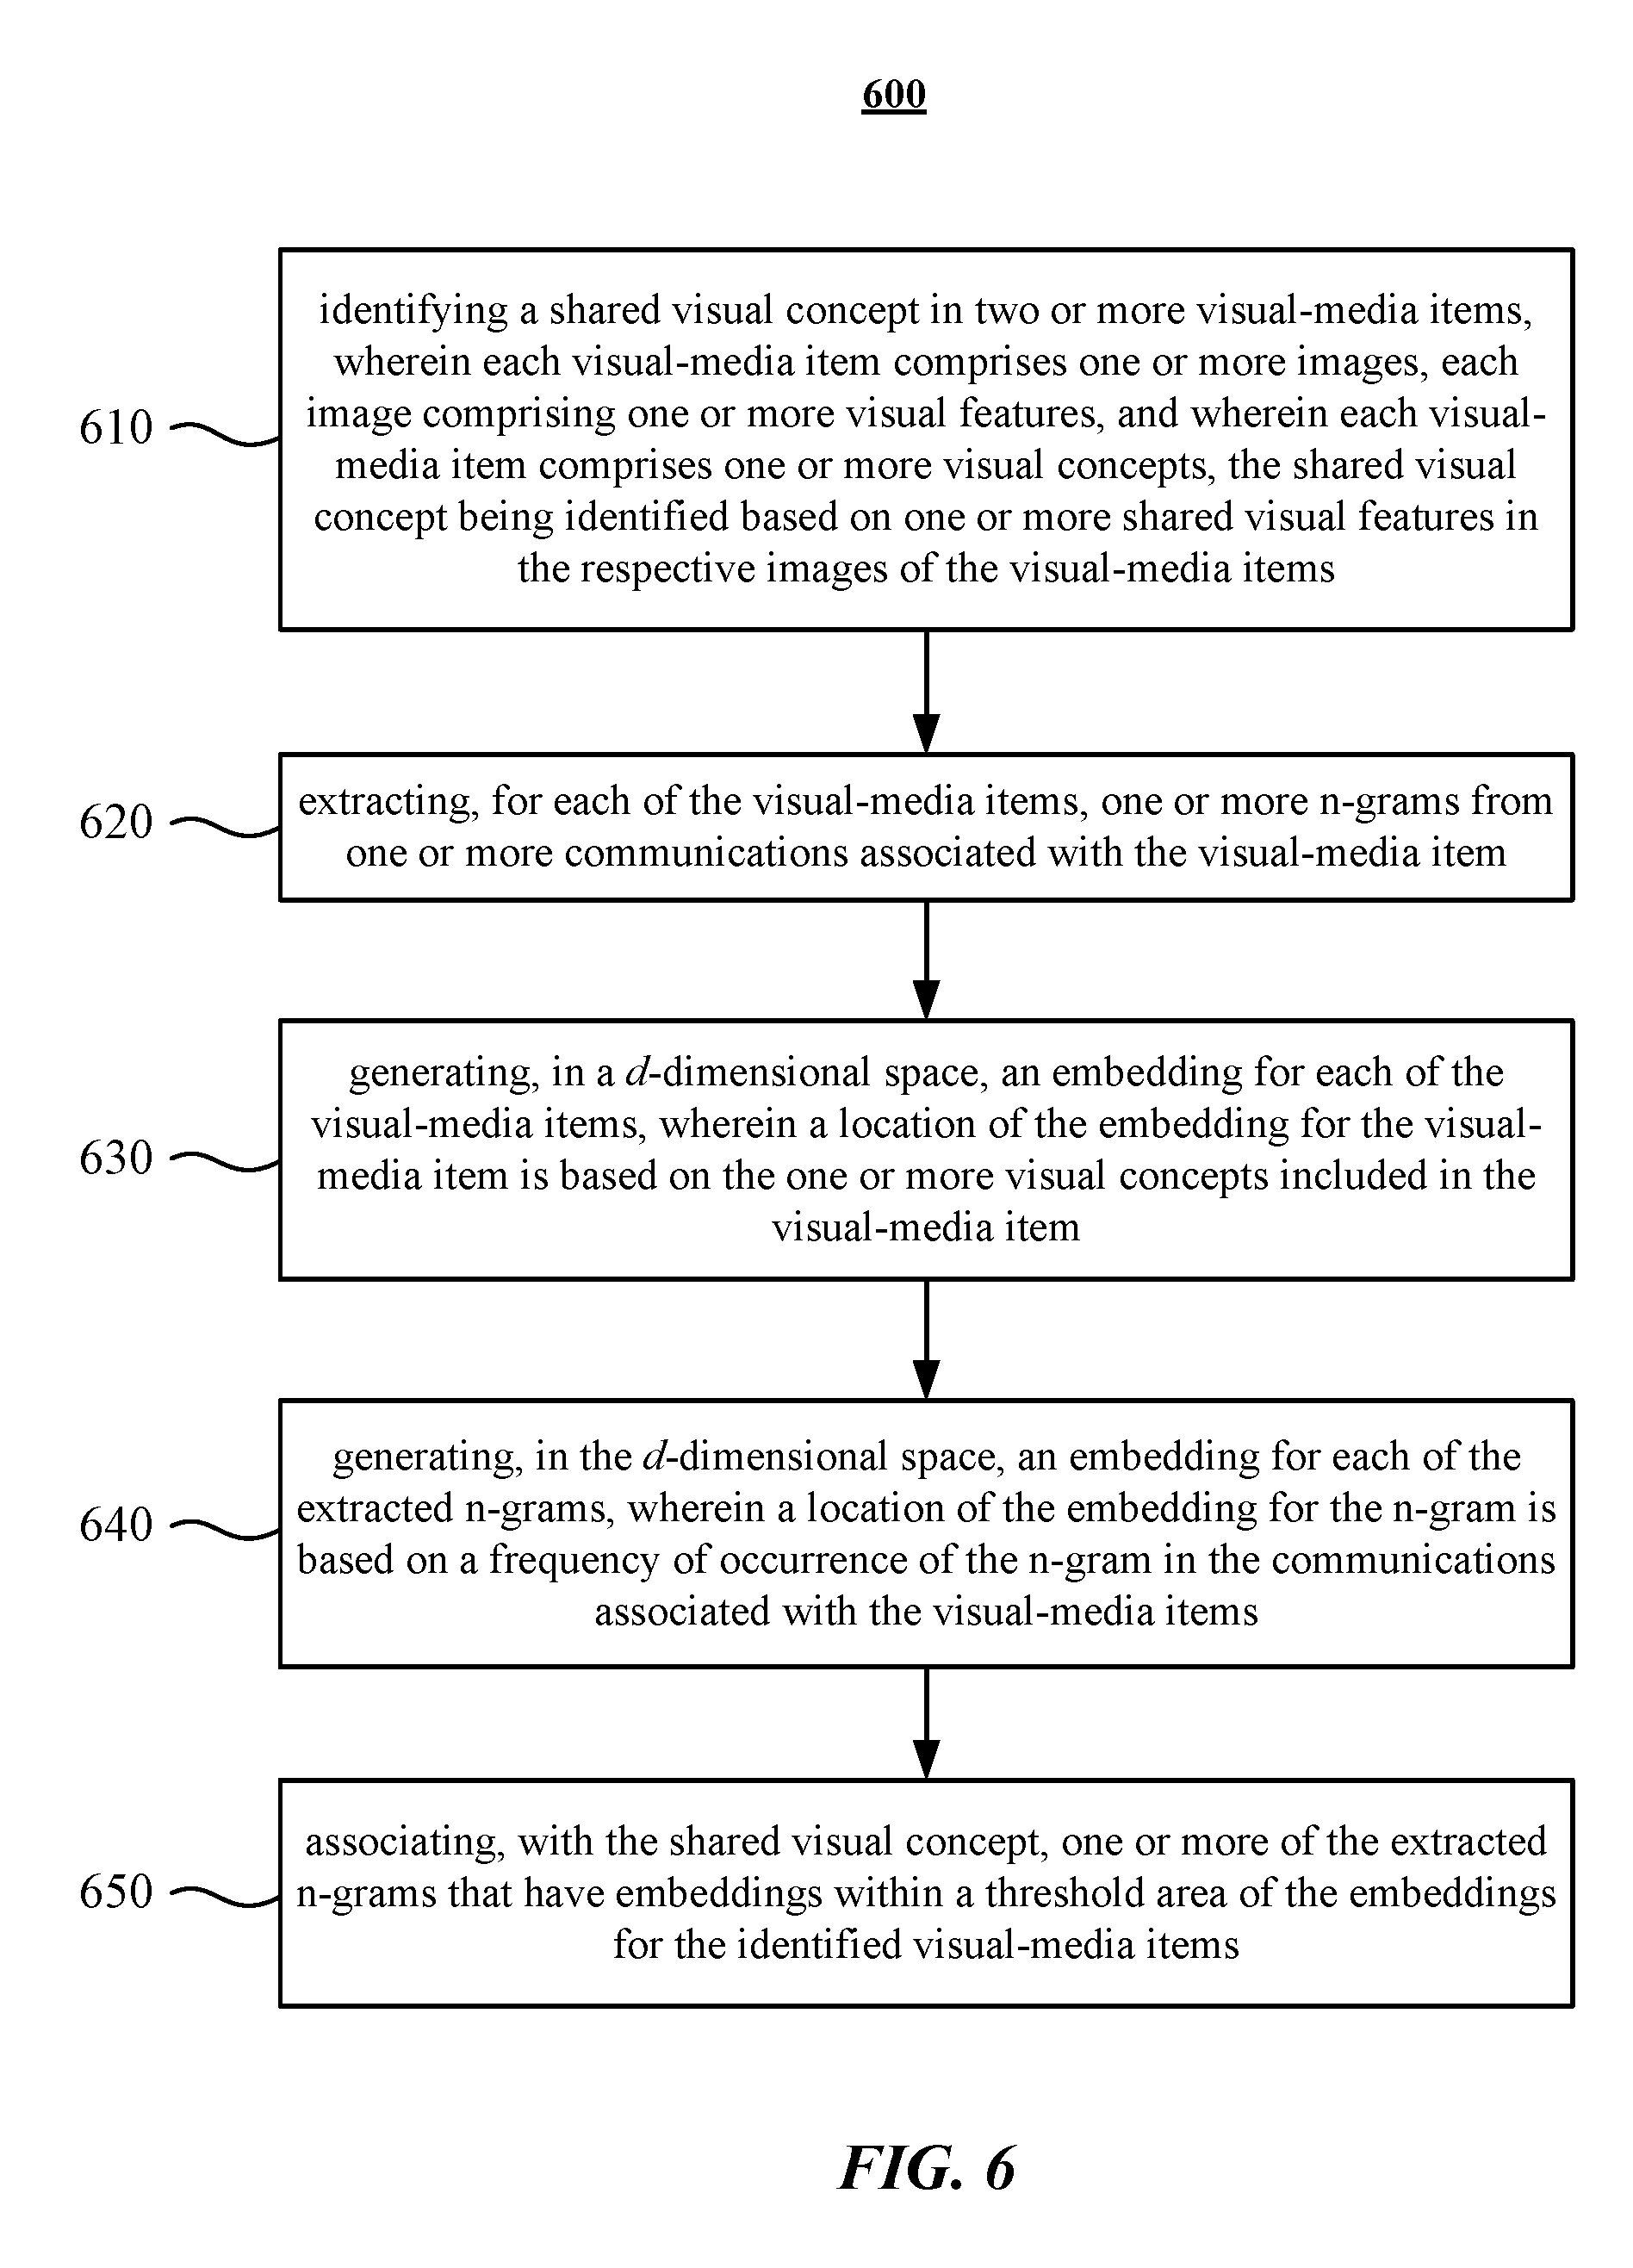 600
identifying a shared visual concept in two or more visual-media items,
wherein each visual-media item comprises one or more images, each
image comprising one or more visual features, and wherein each visual-
media item comprises one or more visual concepts, the shared visual
concept being identified based on one or more shared visual features in
the respective images of the visual-media items
610
extracting, for each of the visual-media items, one or more n-grams from
one or more communications associated with the visual-media item
620
generating, in a d-dimensional space, an embedding for each of the
visual-media items, wherein a location of the embedding for the visual-
media item is based on the one or more visual concepts included in the
visual-media item
630
generating, in the d-dimensional space, an embedding for each of the
extracted n-grams, wherein a location of the embedding for the n-gram is
based on a frequency of occurrence of the n-gram in the communications
associated with the visual-media items
640
associating, with the shared visual concept, one or more of the extracted
n-grams that have embeddings within a threshold area of the embeddings
for the identified visual-media items
650
FIG. 6